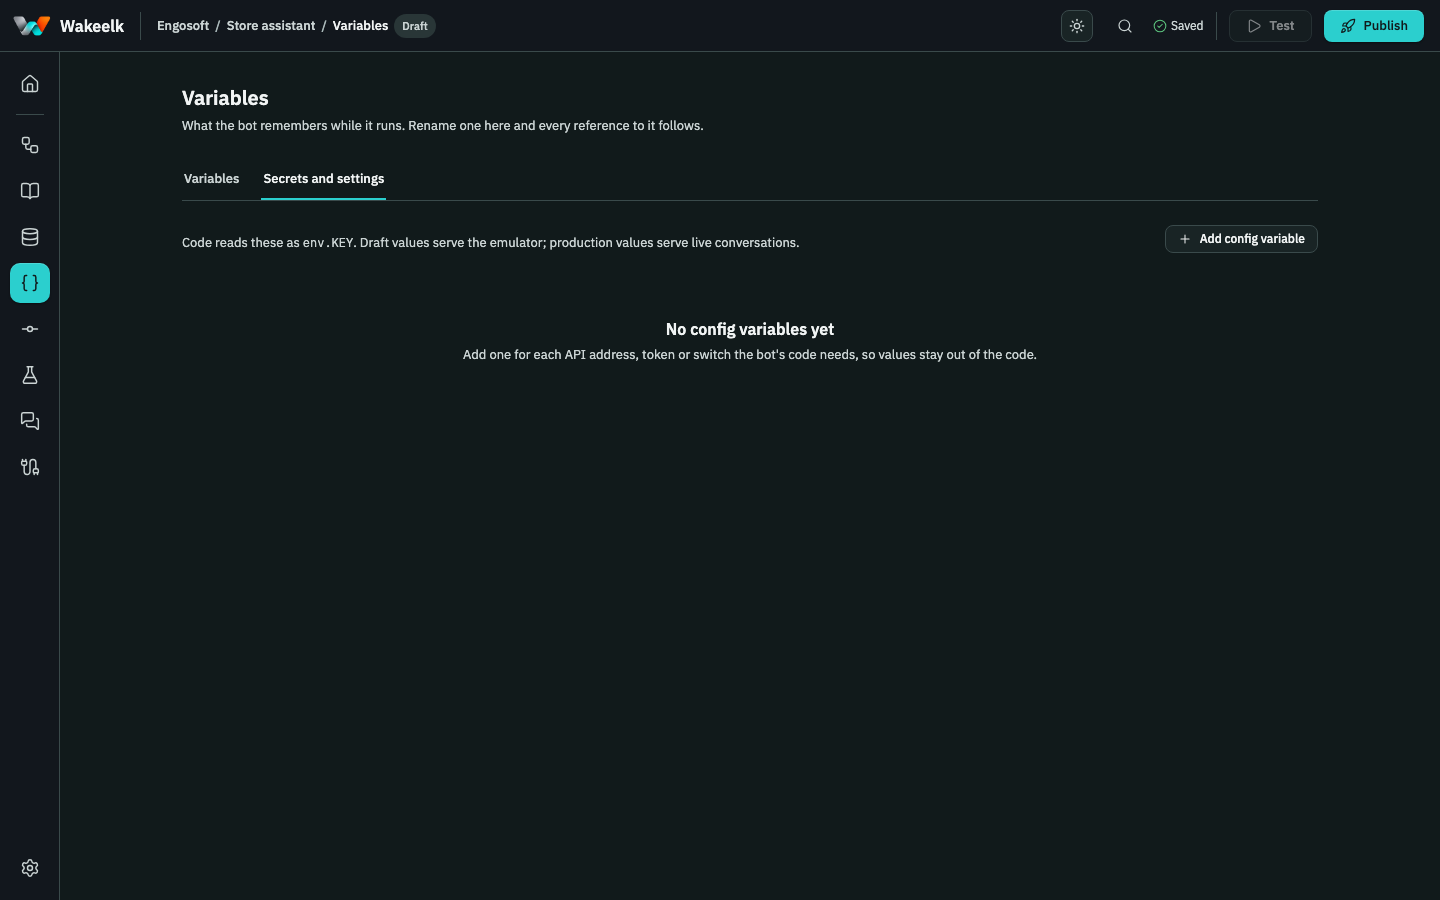 Wakeelk
Engosoft / Store assistant / Variables Draft
Saved
Test
Publish
Variables
What the bot remembers while it runs. Rename one here and every reference to it follows.
Variables
Secrets and settings
Code reads these as env.KEY. Draft values serve the emulator; production values serve live conversations.
Add config variable
No config variables yet
Add one for each API address, token or switch the bot's code needs, so values stay out of the code.